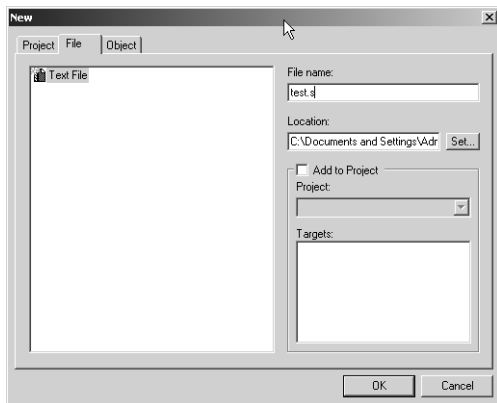 New
Project File Object
Text File
File name:
test.s
Location:
C:\Documents and Settings\Adr Set...
Add to Project
Project:
Targets:
OK Cancel